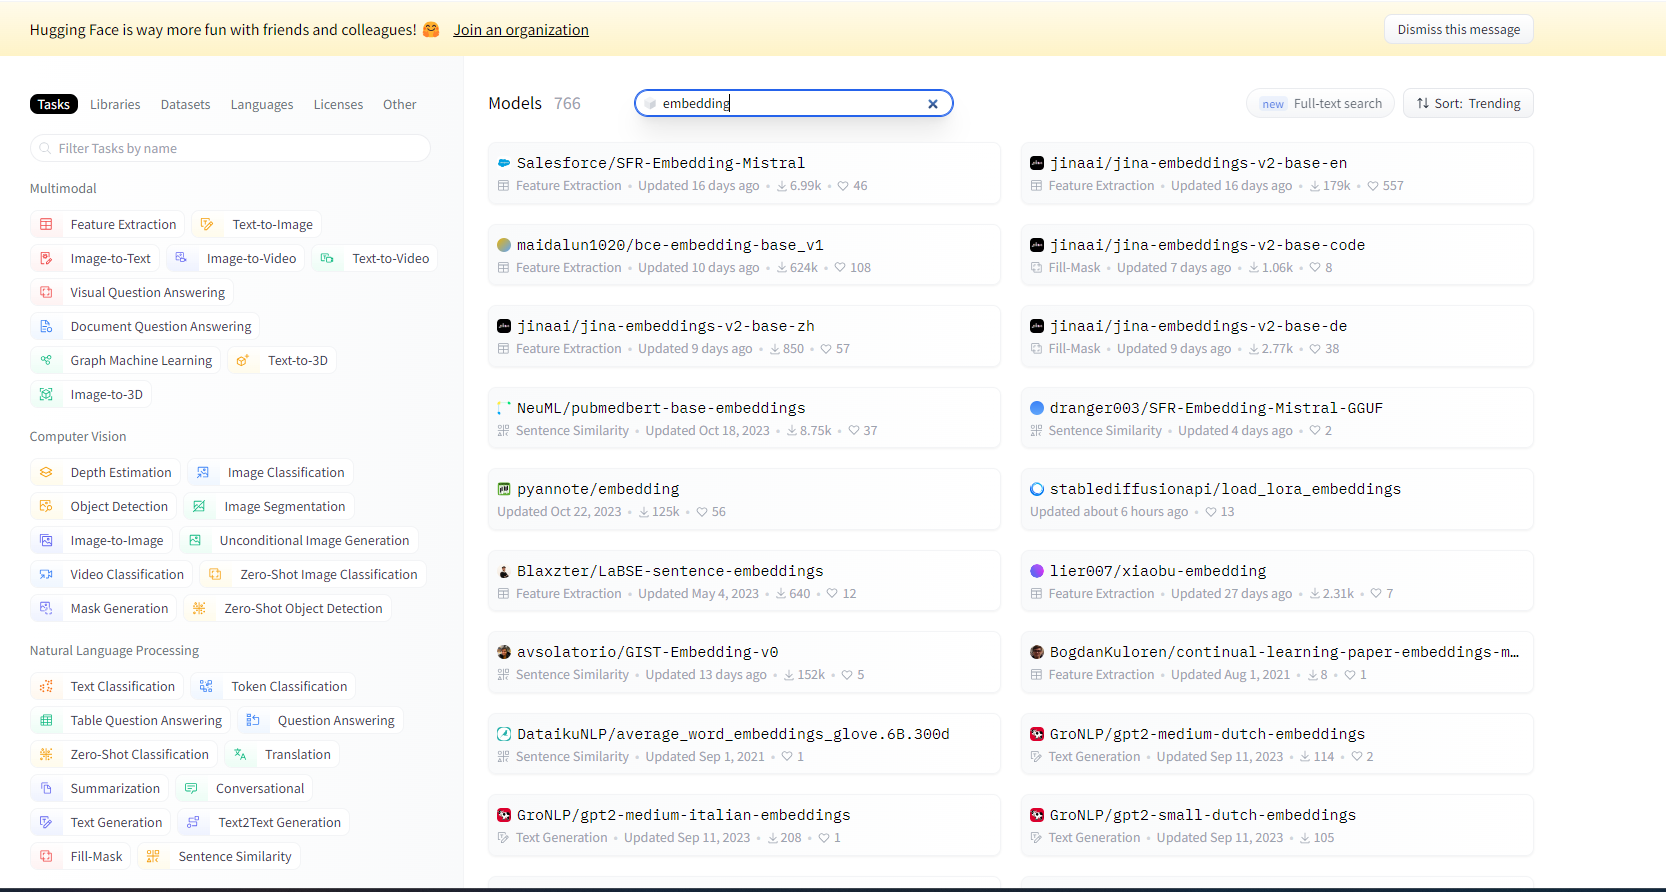 Hugging Face is way more fun with friends and colleagues! 🤗 Join an organization
Dismiss this message
Tasks Libraries Datasets Languages Licenses Other
Filter Tasks by name
Multimodal
Feature Extraction Text-to-Image
Image-to-Text Image-to-Video Text-to-Video
Visual Question Answering
Document Question Answering
Graph Machine Learning Text-to-3D
Image-to-3D
Computer Vision
Depth Estimation Image Classification
Object Detection Image Segmentation
Image-to-Image Unconditional Image Generation
Video Classification Zero-Shot Image Classification
Mask Generation Zero-Shot Object Detection
Natural Language Processing
Text Classification Token Classification
Table Question Answering Question Answering
Zero-Shot Classification Translation
Summarization Conversational
Text Generation Text2Text Generation
Fill-Mask Sentence Similarity
Models 766
embedding
new Full-text search
Sort: Trending
Salesforce/SFR-Embedding-Mistral
Feature Extraction • Updated 16 days ago • 6.99k • 46
jinaai/jina-embeddings-v2-base-en
Feature Extraction • Updated 16 days ago • 179k • 557
maidalun1020/bce-embedding-base_v1
Feature Extraction • Updated 10 days ago • 624k • 108
jinaai/jina-embeddings-v2-base-code
Fill-Mask • Updated 7 days ago • 1.06k • 8
jinaai/jina-embeddings-v2-base-zh
Feature Extraction • Updated 9 days ago • 850 • 57
jinaai/jina-embeddings-v2-base-de
Fill-Mask • Updated 9 days ago • 2.77k • 38
NeuML/pubmedbert-base-embeddings
Sentence Similarity • Updated Oct 18, 2023 • 8.75k • 37
dranger003/SFR-Embedding-Mistral-GGUF
Sentence Similarity • Updated 4 days ago • 2
pyannote/embedding
Updated Oct 22, 2023 • 125k • 56
stablediffusionapi/load_lora_embeddings
Updated about 6 hours ago • 13
Blaxzter/LaBSE-sentence-embeddings
Feature Extraction • Updated May 4, 2023 • 640 • 12
lier007/xiaobu-embedding
Feature Extraction • Updated 27 days ago • 2.31k • 7
avsolatorio/GIST-Embedding-v0
Sentence Similarity • Updated 13 days ago • 152k • 5
BogdanKuloren/continual-learning-paper-embeddings-m…
Feature Extraction • Updated Aug 1, 2021 • 8 • 1
DataikuNLP/average_word_embeddings_glove.6B.300d
Sentence Similarity • Updated Sep 1, 2021 • 1
GroNLP/gpt2-medium-dutch-embeddings
Text Generation • Updated Sep 11, 2023 • 114 • 2
GroNLP/gpt2-medium-italian-embeddings
Text Generation • Updated Sep 11, 2023 • 208 • 1
GroNLP/gpt2-small-dutch-embeddings
Text Generation • Updated Sep 11, 2023 • 105